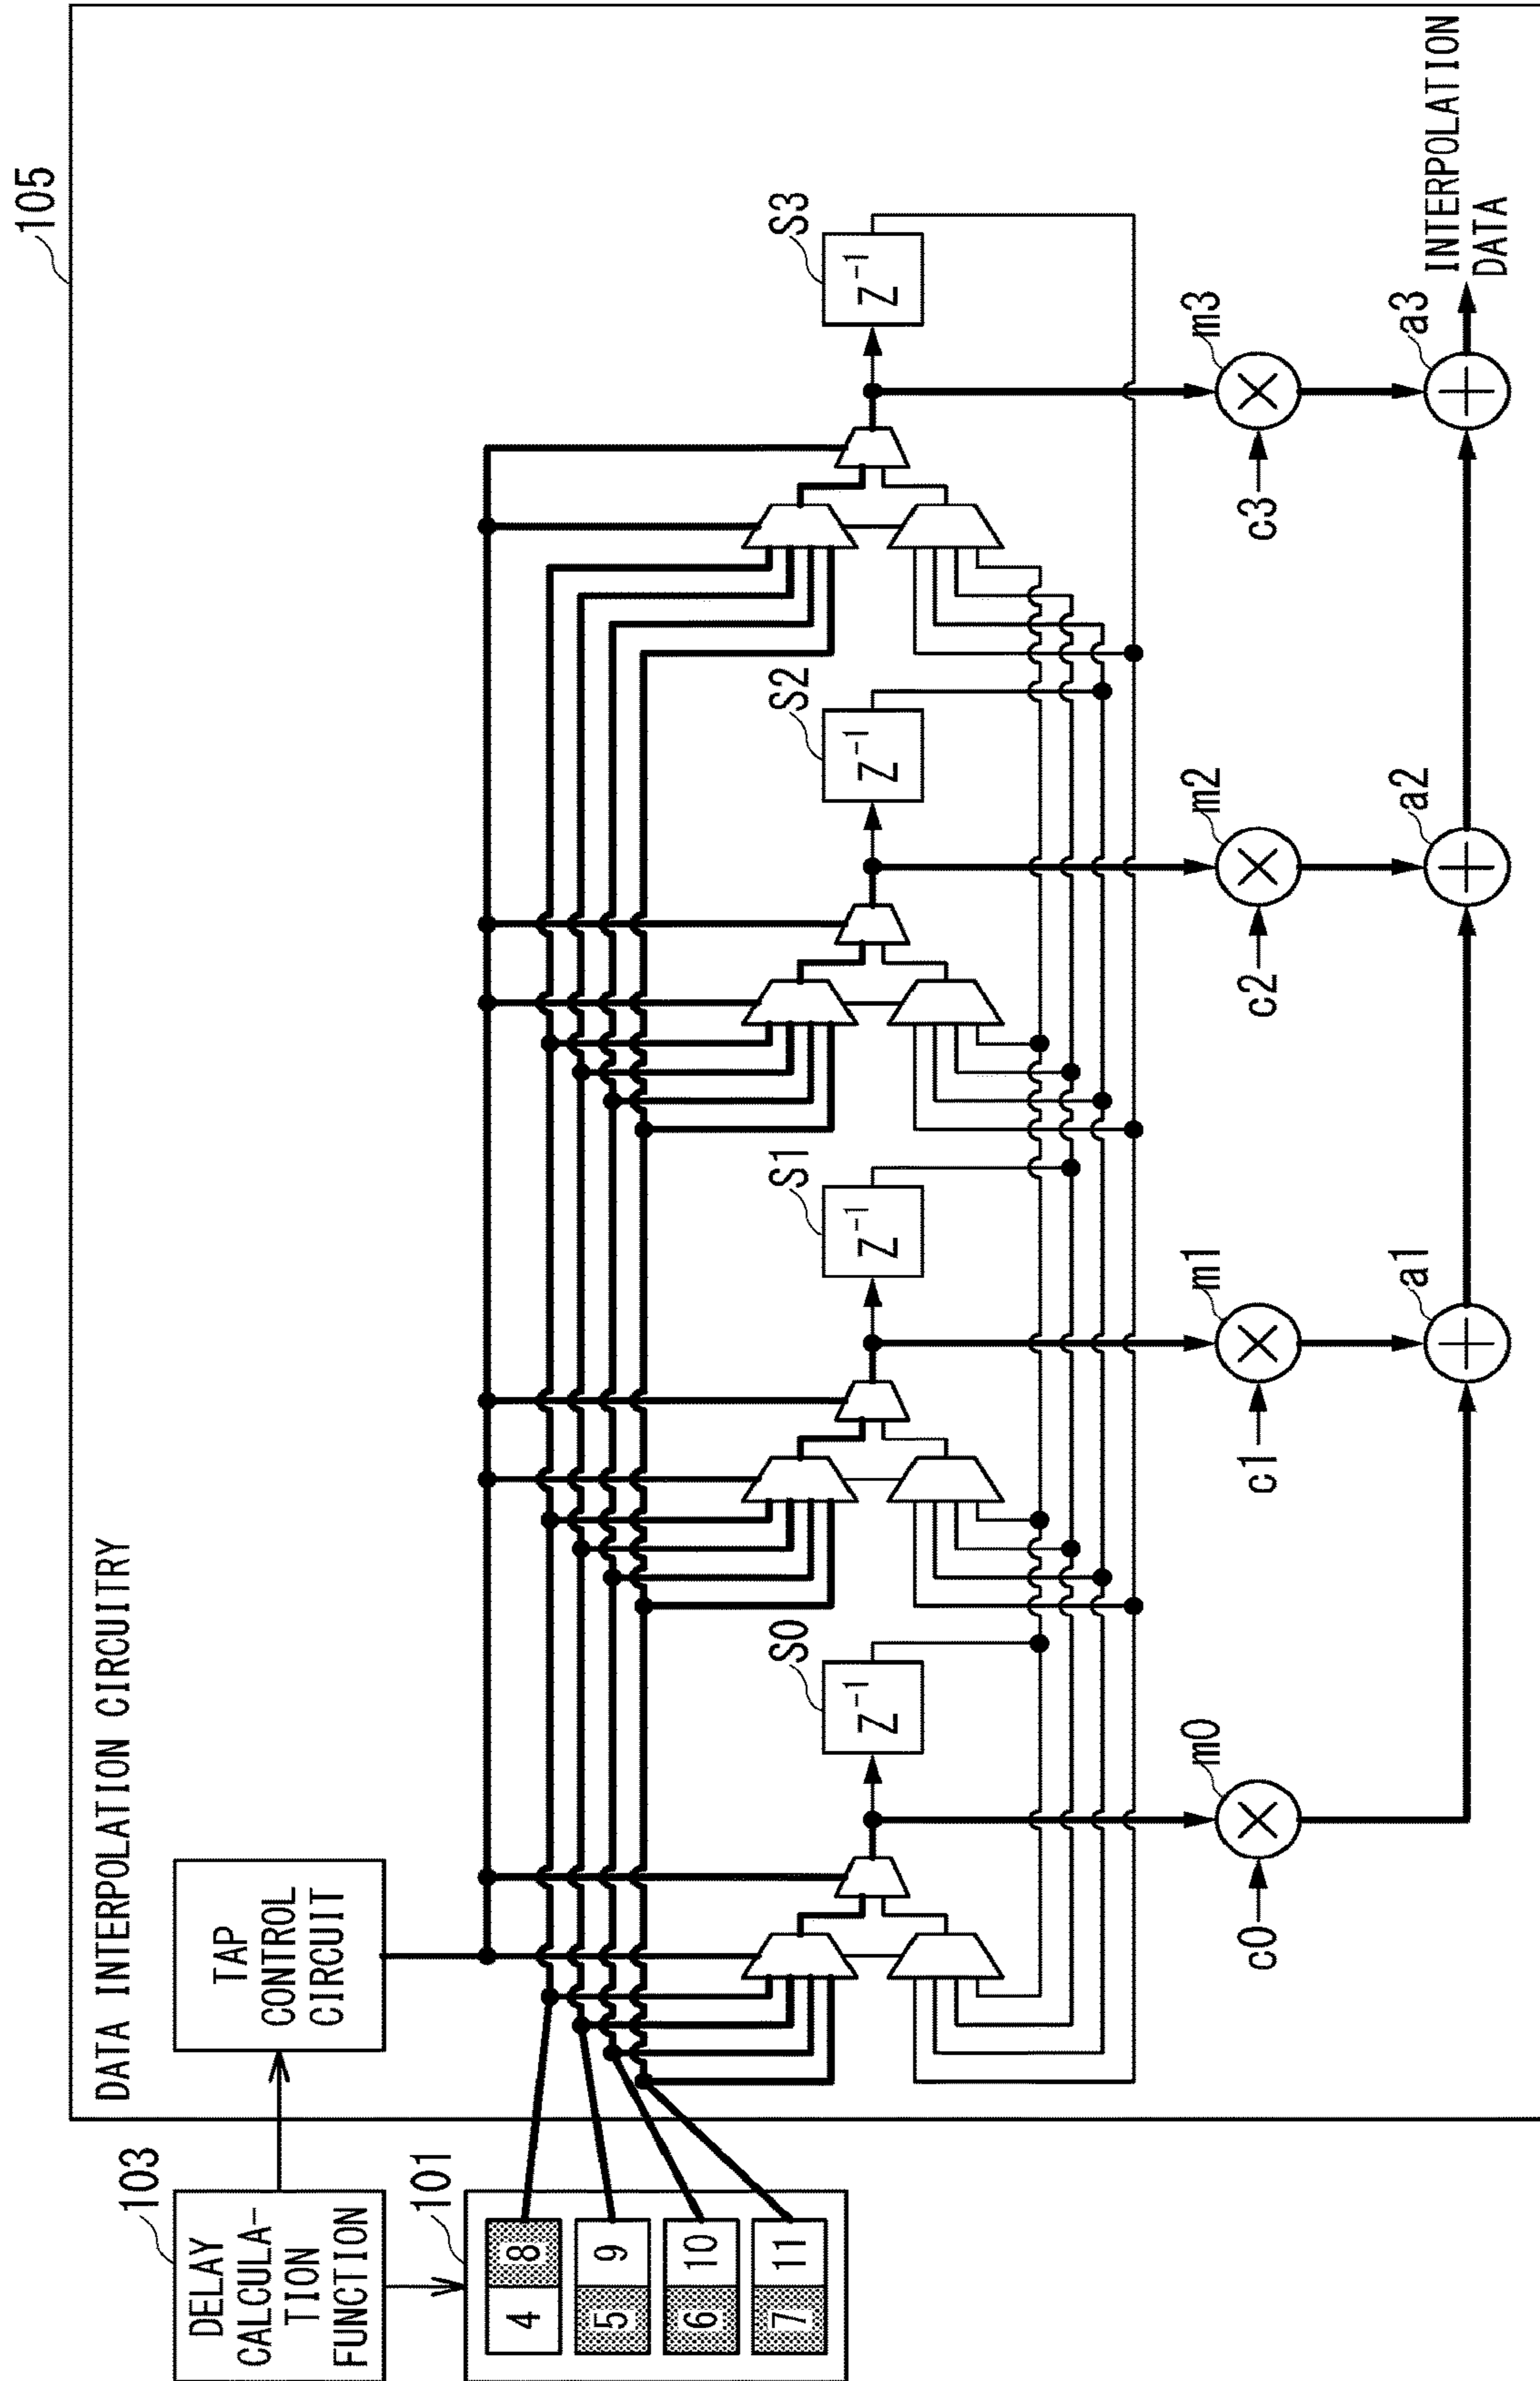 105
DATA INTERPOLATION CIRCUITRY
103
DELAY
CALCULA-
TION
FUNCTION
TAP
CONTROL
CIRCUIT
101
4 8
5 9
6 10
7 11
S0
Z-1
S1
Z-1
S2
Z-1
S3
Z-1
c0
m0
c1
m1
c2
m2
c3
m3
a1
a2
a3
INTERPOLATION
DATA